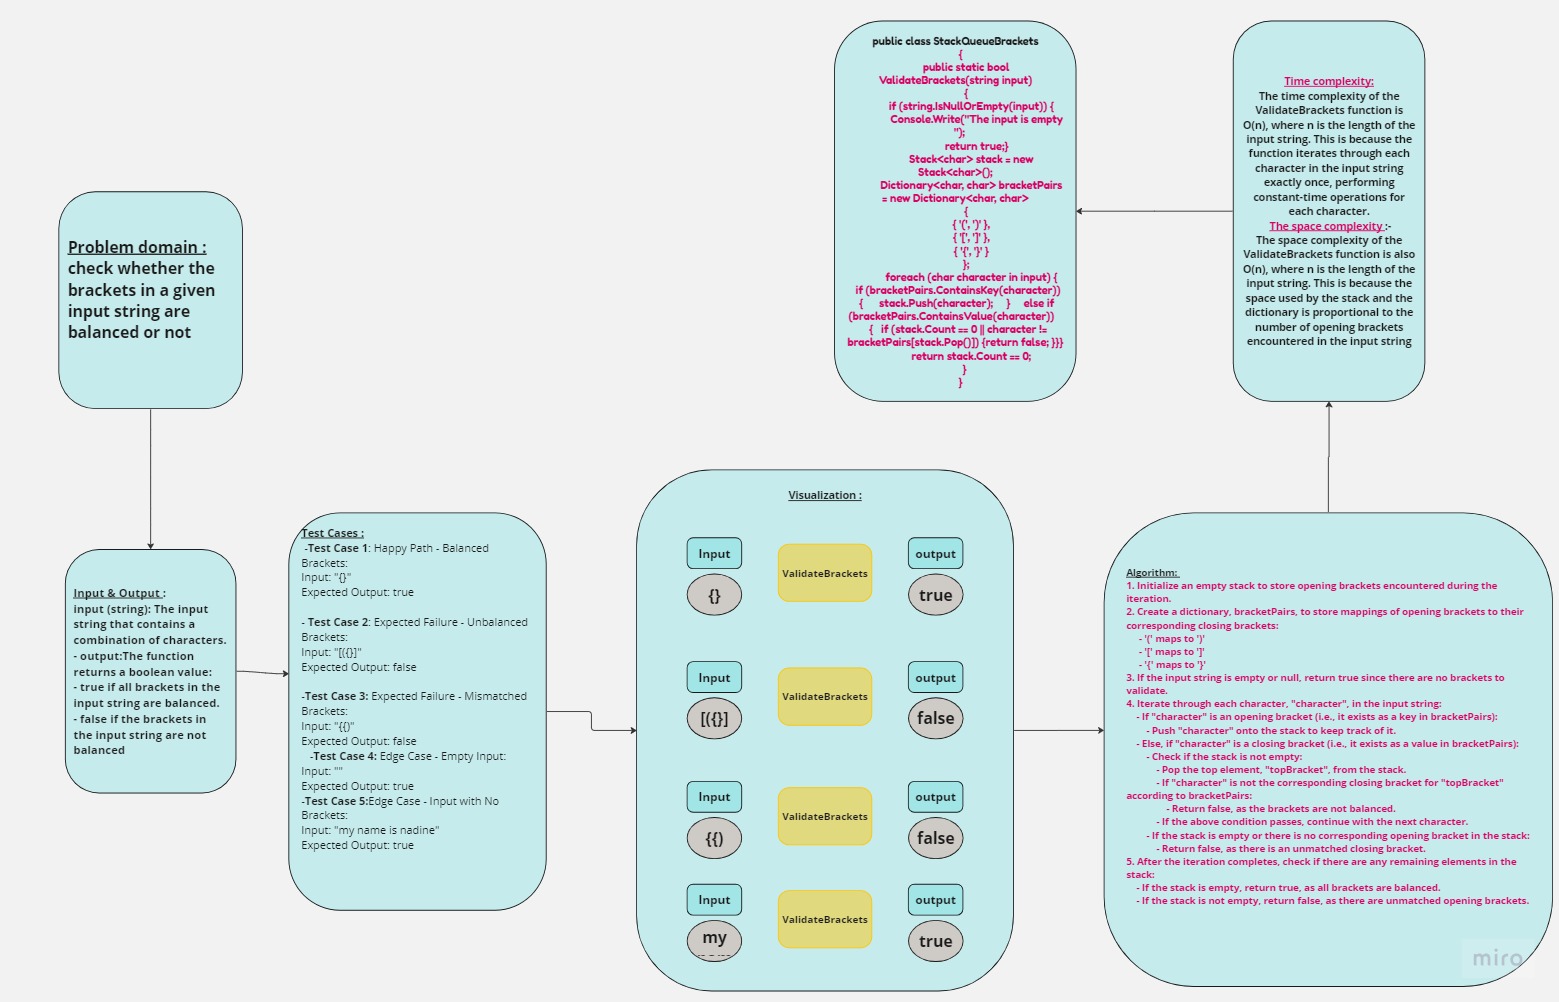 Problem domain :
check whether the
brackets in a given
input string are
balanced or not
Input & Output :
input (string): The input
string that contains a
combination of characters.
- output:The function
returns a boolean value:
- true if all brackets in the
input string are balanced.
- false if the brackets in
the input string are not
balanced
Test Cases :
-Test Case 1: Happy Path - Balanced
Brackets:
Input: "{}"
Expected Output: true
- Test Case 2: Expected Failure - Unbalanced
Brackets:
Input: "[({}]"
Expected Output: false
-Test Case 3: Expected Failure - Mismatched
Brackets:
Input: "{{)"
Expected Output: false
-Test Case 4: Edge Case - Empty Input:
Input: ""
Expected Output: true
-Test Case 5:Edge Case - Input with No
Brackets:
Input: "my name is nadine"
Expected Output: true
Visualization :
Input
ValidateBrackets
output
{}
true
Input
ValidateBrackets
output
[({}]
false
Input
ValidateBrackets
output
{{)
false
Input
ValidateBrackets
output
my
true
Algorithm:
1. Initialize an empty stack to store opening brackets encountered during the
iteration.
2. Create a dictionary, bracketPairs, to store mappings of opening brackets to their
corresponding closing brackets:
- '(' maps to ')'
- '[' maps to ']'
- '{' maps to '}'
3. If the input string is empty or null, return true since there are no brackets to
validate.
4. Iterate through each character, "character", in the input string:
- If "character" is an opening bracket (i.e., it exists as a key in bracketPairs):
- Push "character" onto the stack to keep track of it.
- Else, if "character" is a closing bracket (i.e., it exists as a value in bracketPairs):
- Check if the stack is not empty:
- Pop the top element, "topBracket", from the stack.
- If "character" is not the corresponding closing bracket for "topBracket"
according to bracketPairs:
- Return false, as the brackets are not balanced.
- If the above condition passes, continue with the next character.
- If the stack is empty or there is no corresponding opening bracket in the stack:
- Return false, as there is an unmatched closing bracket.
5. After the iteration completes, check if there are any remaining elements in the
stack:
- If the stack is empty, return true, as all brackets are balanced.
- If the stack is not empty, return false, as there are unmatched opening brackets.
Time complexity:
The time complexity of the
ValidateBrackets function is
O(n), where n is the length of the
input string. This is because the
function iterates through each
character in the input string
exactly once, performing
constant-time operations for
each character.
The space complexity :-
The space complexity of the
ValidateBrackets function is also
O(n), where n is the length of the
input string. This is because the
space used by the stack and the
dictionary is proportional to the
number of opening brackets
encountered in the input string
public class StackQueueBrackets
{
public static bool
ValidateBrackets(string input)
{
if (string.IsNullOrEmpty(input)) {
Console.Write("The input is empty
");
return true;}
Stack<char> stack = new
Stack<char>();
Dictionary<char, char> bracketPairs
= new Dictionary<char, char>
{
{ '(', ')' },
{ '[', ']' },
{ '{', '}' }
};
foreach (char character in input) {
if (bracketPairs.ContainsKey(character))
{ stack.Push(character); } else if
(bracketPairs.ContainsValue(character))
{ if (stack.Count == 0 || character !=
bracketPairs[stack.Pop()]) {return false; }}}
return stack.Count == 0;
}
}
miro